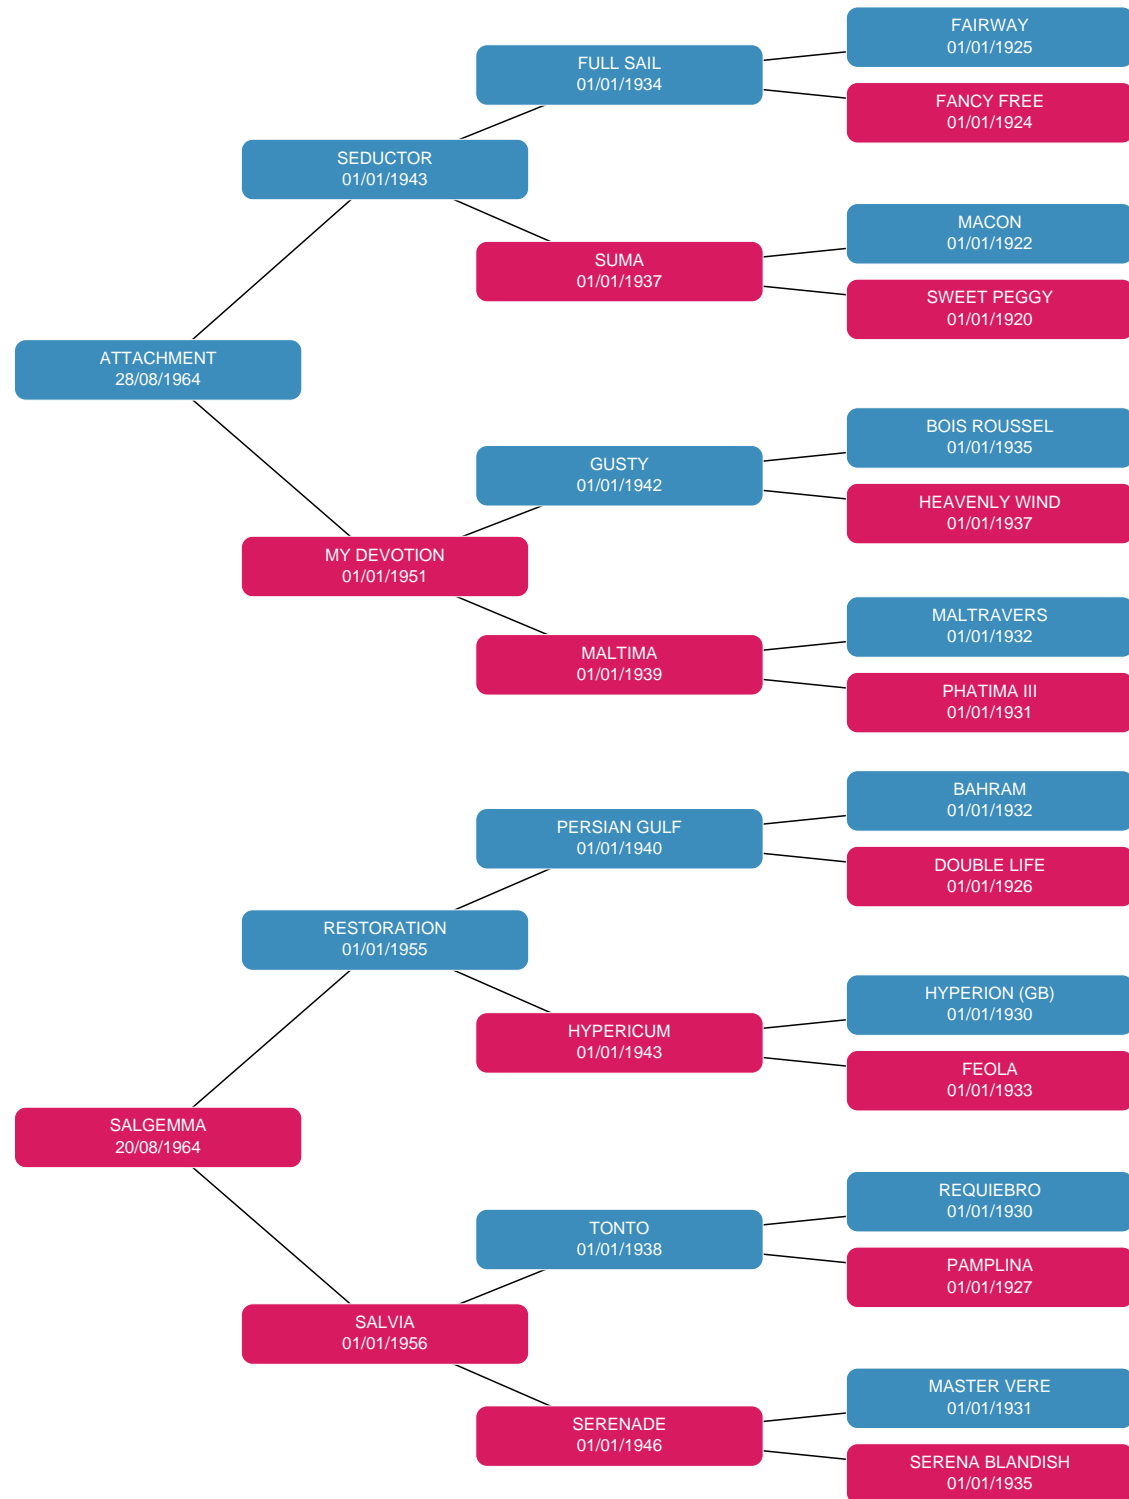 FAIRWAY
01/01/1925
FULL SAIL
01/01/1934
FANCY FREE
01/01/1924
SEDUCTOR
01/01/1943
MACON
01/01/1922
SUMA
01/01/1937
SWEET PEGGY
01/01/1920
ATTACHMENT
28/08/1964
BOIS ROUSSEL
01/01/1935
GUSTY
01/01/1942
HEAVENLY WIND
01/01/1937
MY DEVOTION
01/01/1951
MALTRAVERS
01/01/1932
MALTIMA
01/01/1939
PHATIMA III
01/01/1931
BAHRAM
01/01/1932
PERSIAN GULF
01/01/1940
DOUBLE LIFE
01/01/1926
RESTORATION
01/01/1955
HYPERION (GB)
01/01/1930
HYPERICUM
01/01/1943
FEOLA
01/01/1933
SALGEMMA
20/08/1964
REQUIEBRO
01/01/1930
TONTO
01/01/1938
PAMPLINA
01/01/1927
SALVIA
01/01/1956
MASTER VERE
01/01/1931
SERENADE
01/01/1946
SERENA BLANDISH
01/01/1935